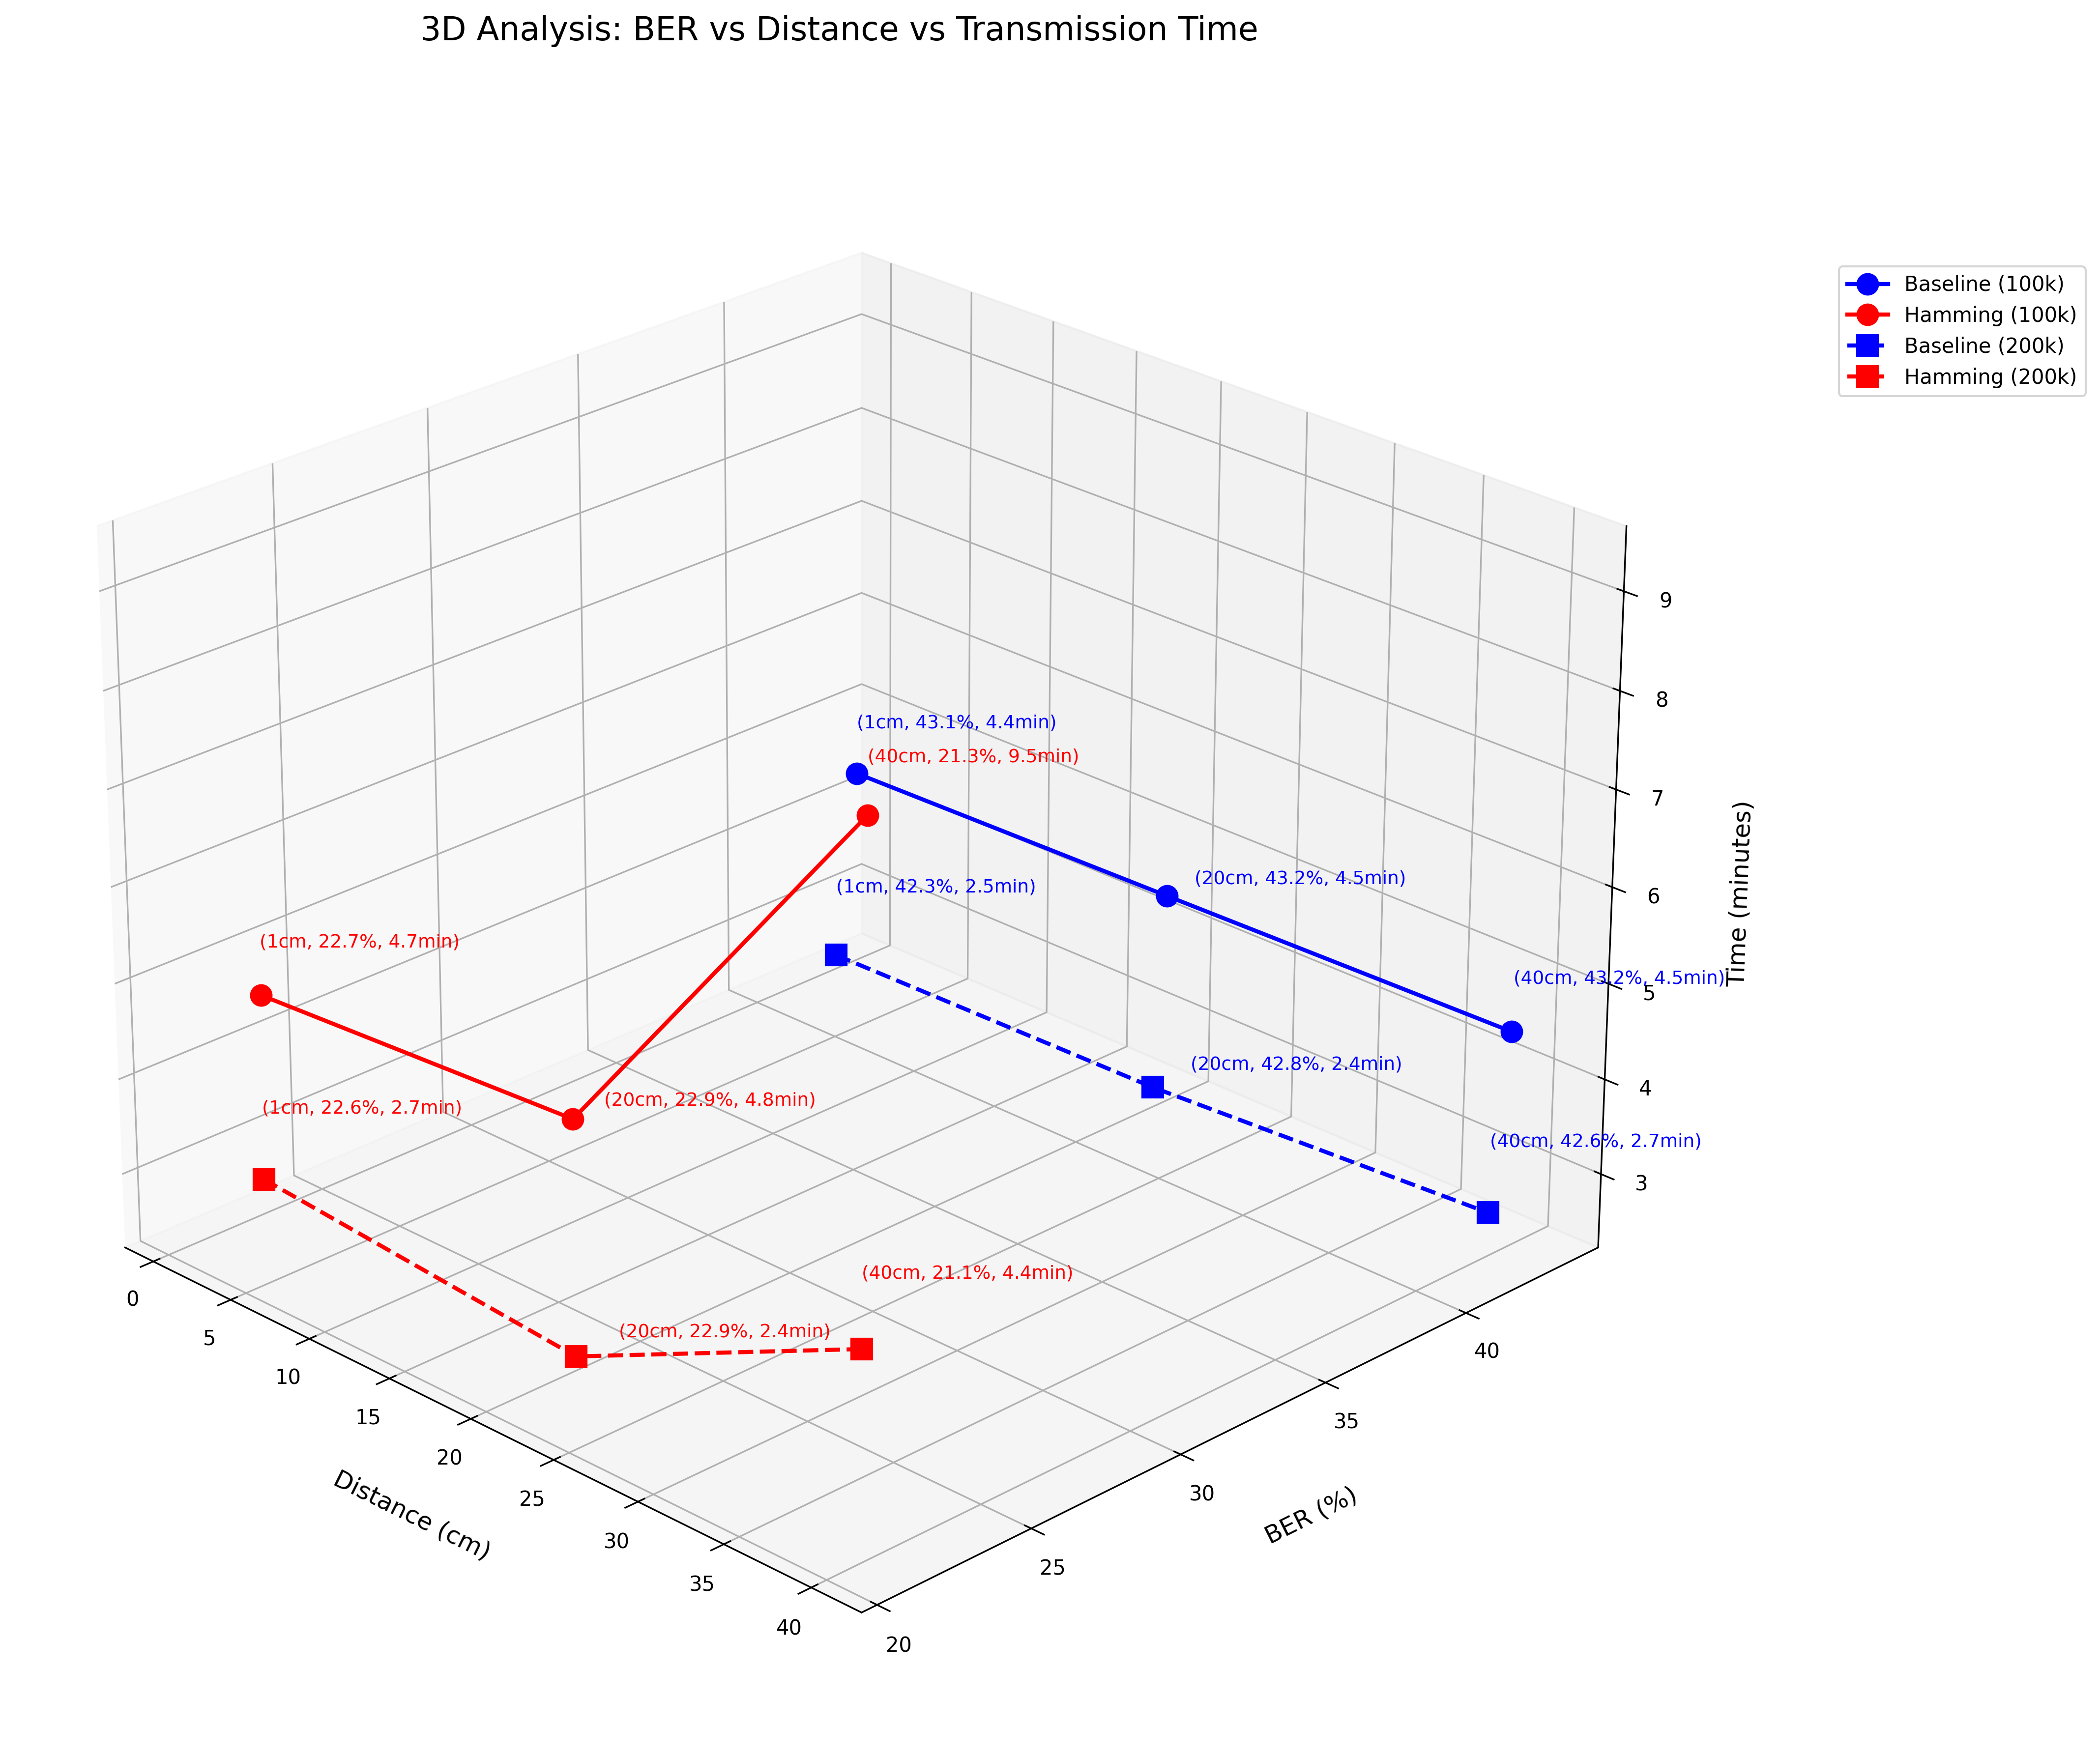 3D Analysis: BER vs Distance vs Transmission Time
Baseline (100k)
Hamming (100k)
Baseline (200k)
Hamming (200k)
(1cm, 43.1%, 4.4min)
(40cm, 21.3%, 9.5min)
(1cm, 42.3%, 2.5min)
(20cm, 43.2%, 4.5min)
(40cm, 43.2%, 4.5min)
(1cm, 22.7%, 4.7min)
(20cm, 42.8%, 2.4min)
(1cm, 22.6%, 2.7min)
(20cm, 22.9%, 4.8min)
(40cm, 42.6%, 2.7min)
(40cm, 21.1%, 4.4min)
(20cm, 22.9%, 2.4min)
9
8
7
6
5
4
3
Time (minutes)
0
5
10
15
20
25
30
35
40
Distance (cm)
20
25
30
35
40
BER (%)